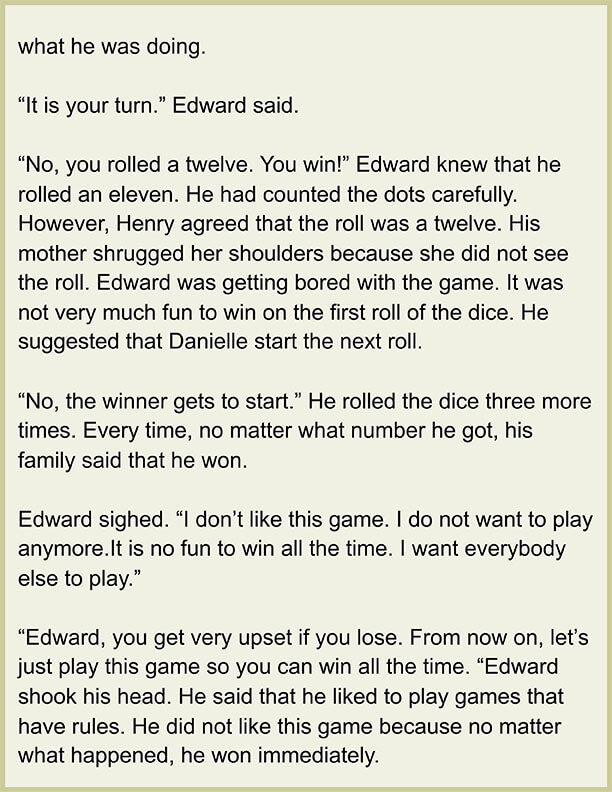 what he was doing.
“It is your turn.” Edward said.
“No, you rolled a twelve. You win!” Edward knew that he
rolled an eleven. He had counted the dots carefully.
However, Henry agreed that the roll was a twelve. His
mother shrugged her shoulders because she did not see
the roll. Edward was getting bored with the game. It was
not very much fun to win on the first roll of the dice. He
suggested that Danielle start the next roll.
“No, the winner gets to start.” He rolled the dice three more
times. Every time, no matter what number he got, his
family said that he won.
Edward sighed. “I don’t like this game. I do not want to play
anymore.It is no fun to win all the time. I want everybody
else to play.”
“Edward, you get very upset if you lose. From now on, let’s
just play this game so you can win all the time. “Edward
shook his head. He said that he liked to play games that
have rules. He did not like this game because no matter
what happened, he won immediately.